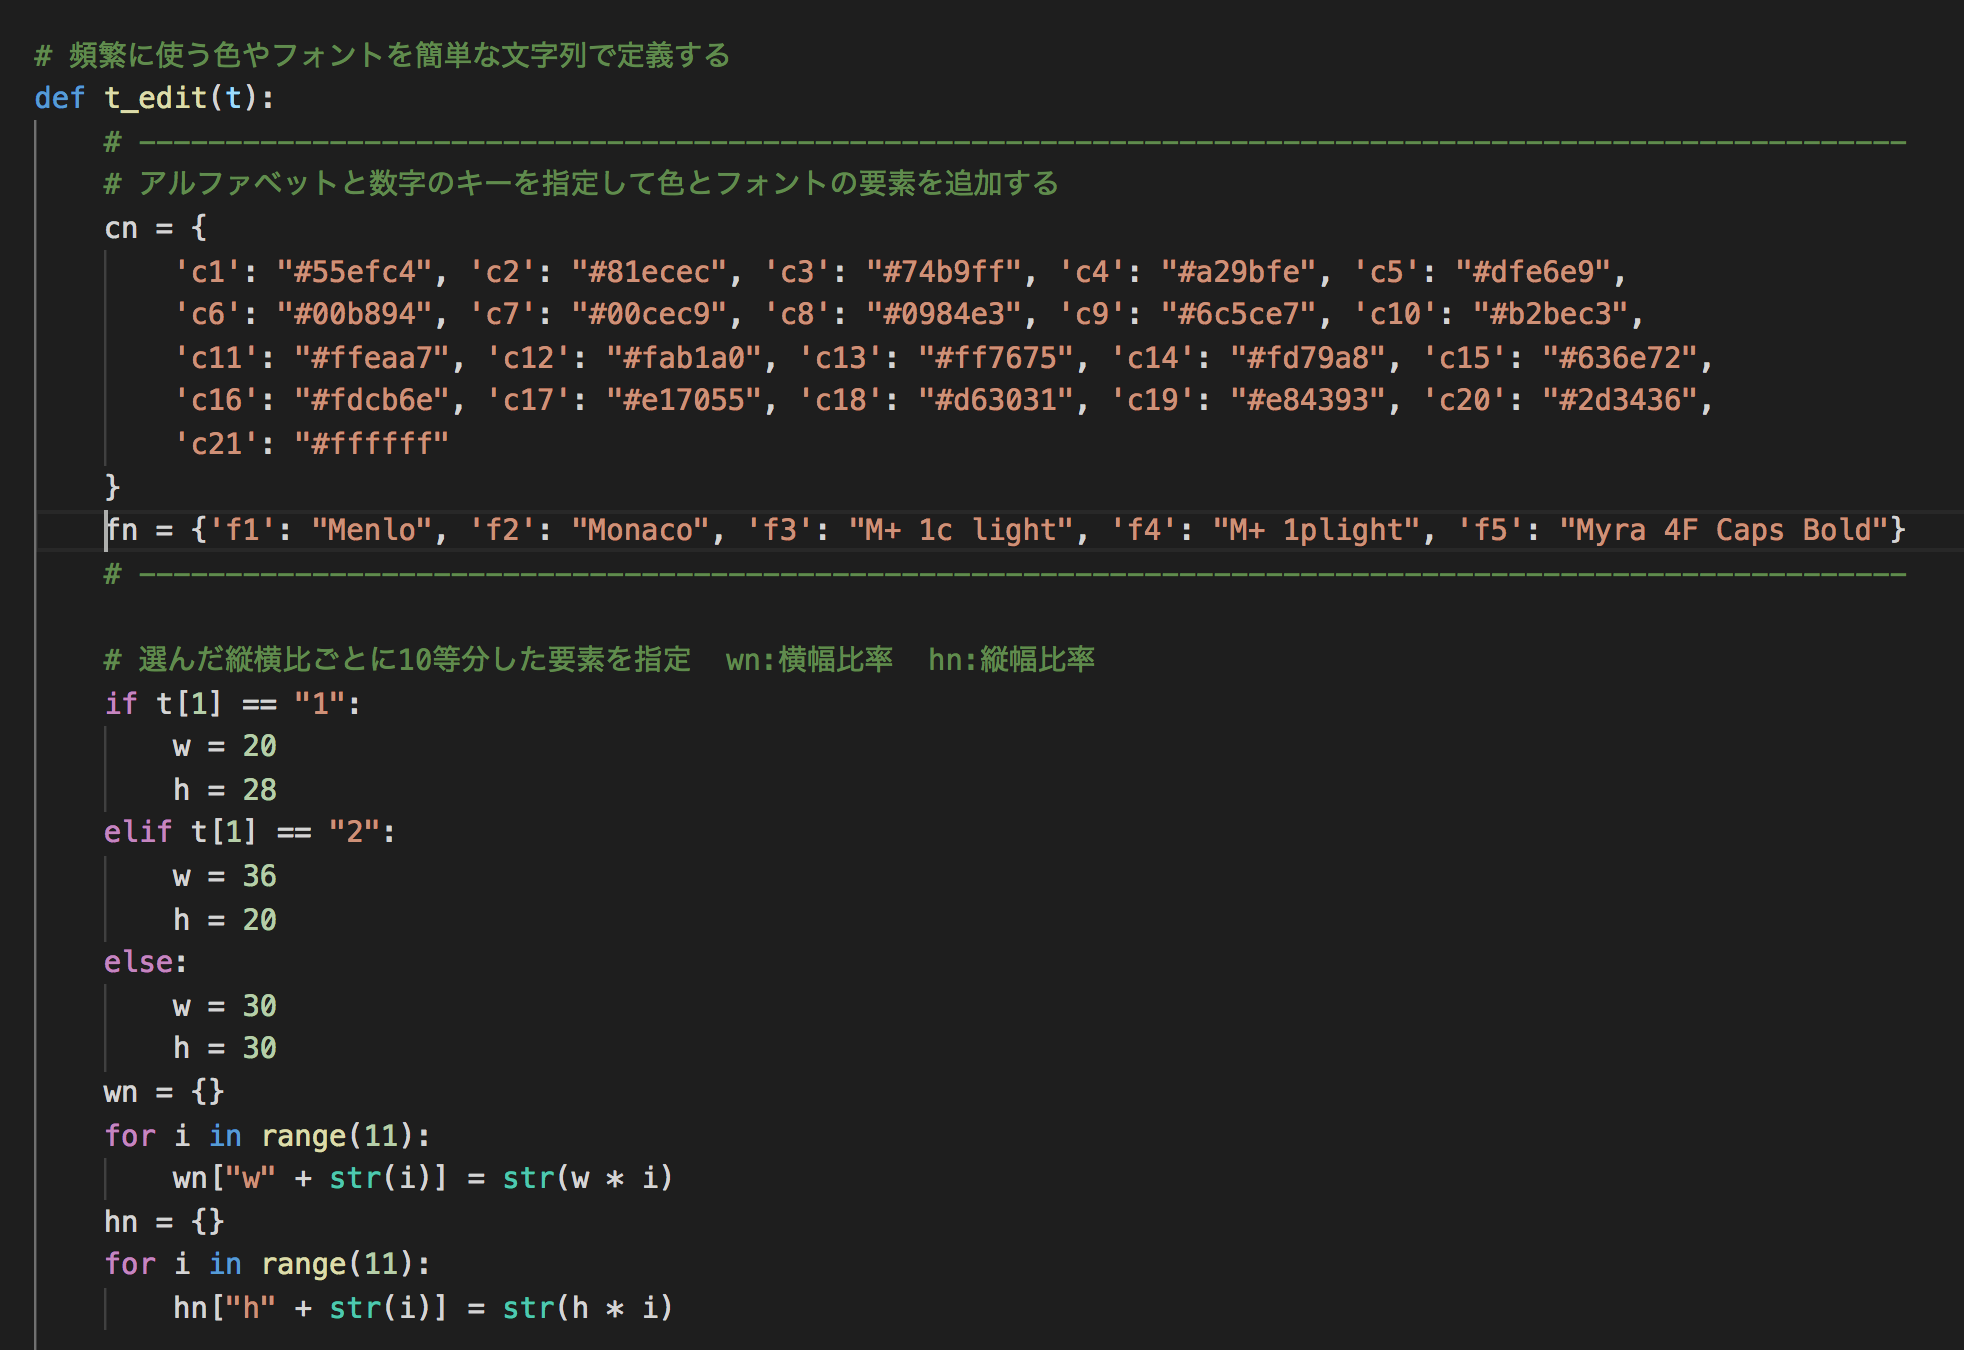 # 頻繁に使う色やフォントを簡単な文字列で定義する
def t_edit(t):
    # ------------------------------------------------------------------------------------------------------
    # アルファベットと数字のキーを指定して色とフォントの要素を追加する
    cn = {
        'c1': "#55efc4", 'c2': "#81ecec", 'c3': "#74b9ff", 'c4': "#a29bfe", 'c5': "#dfe6e9",
        'c6': "#00b894", 'c7': "#00cec9", 'c8': "#0984e3", 'c9': "#6c5ce7", 'c10': "#b2bec3",
        'c11': "#ffeaa7", 'c12': "#fab1a0", 'c13': "#ff7675", 'c14': "#fd79a8", 'c15': "#636e72",
        'c16': "#fdcb6e", 'c17': "#e17055", 'c18': "#d63031", 'c19': "#e84393", 'c20': "#2d3436",
        'c21': "#ffffff"
    }
    fn = {'f1': "Menlo", 'f2': "Monaco", 'f3': "M+ 1c light", 'f4': "M+ 1plight", 'f5': "Myra 4F Caps Bold"}
    # ------------------------------------------------------------------------------------------------------
    # 選んだ縦横比ごとに10等分した要素を指定  wn:横幅比率  hn:縦幅比率
    if t[1] == "1":
        w = 20
        h = 28
    elif t[1] == "2":
        w = 36
        h = 20
    else:
        w = 30
        h = 30
    wn = {}
    for i in range(11):
        wn["w" + str(i)] = str(w * i)
    hn = {}
    for i in range(11):
        hn["h" + str(i)] = str(h * i)